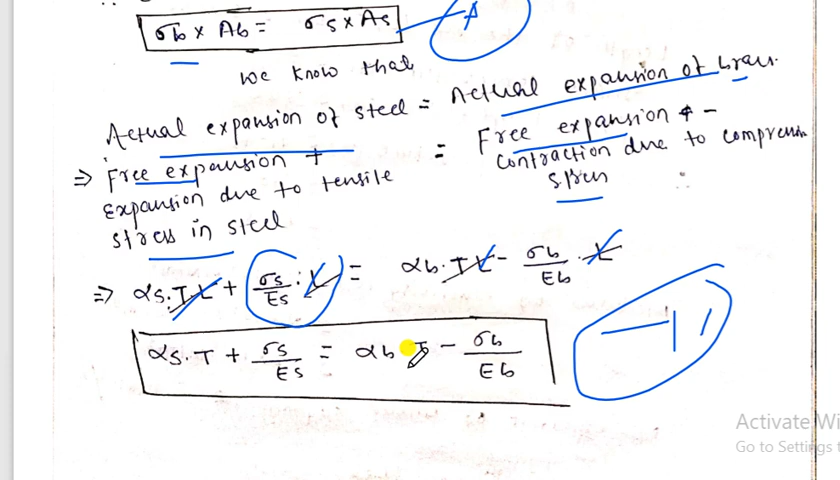 σb × Ab = σs × As
A
We know that
Actual expansion of steel = Actual expansion of brass.
⇒ Free expansion + Expansion due to tensile stress in steel = Free expansion - contraction due to compression stress
⇒ αs.T.L + σs/Es . L = αb.T.L - σb/Eb . L
αs.T + σs/Es = αb T - σb/Eb
Activate Wi
Go to Settings t